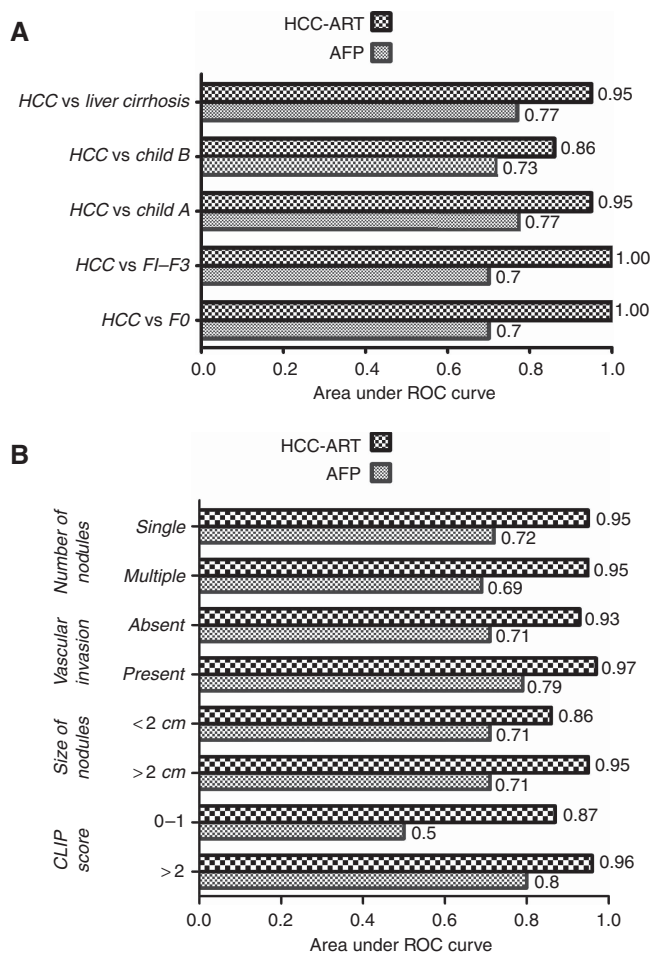 A
HCC-ART
AFP
HCC vs liver cirrhosis
0.95
0.77
HCC vs child B
0.86
0.73
HCC vs child A
0.95
0.77
HCC vs FI–F3
1.00
0.7
HCC vs F0
1.00
0.7
0.0 0.2 0.4 0.6 0.8 1.0
Area under ROC curve
B
HCC-ART
AFP
Number of
nodules
Single
0.95
0.72
Multiple
0.95
0.69
Vascular
invasion
Absent
0.93
0.71
Present
0.97
0.79
Size of
nodules
<2 cm
0.86
0.71
>2 cm
0.95
0.71
CLIP
score
0–1
0.87
0.5
>2
0.96
0.8
0.0 0.2 0.4 0.6 0.8 1.0
Area under ROC curve